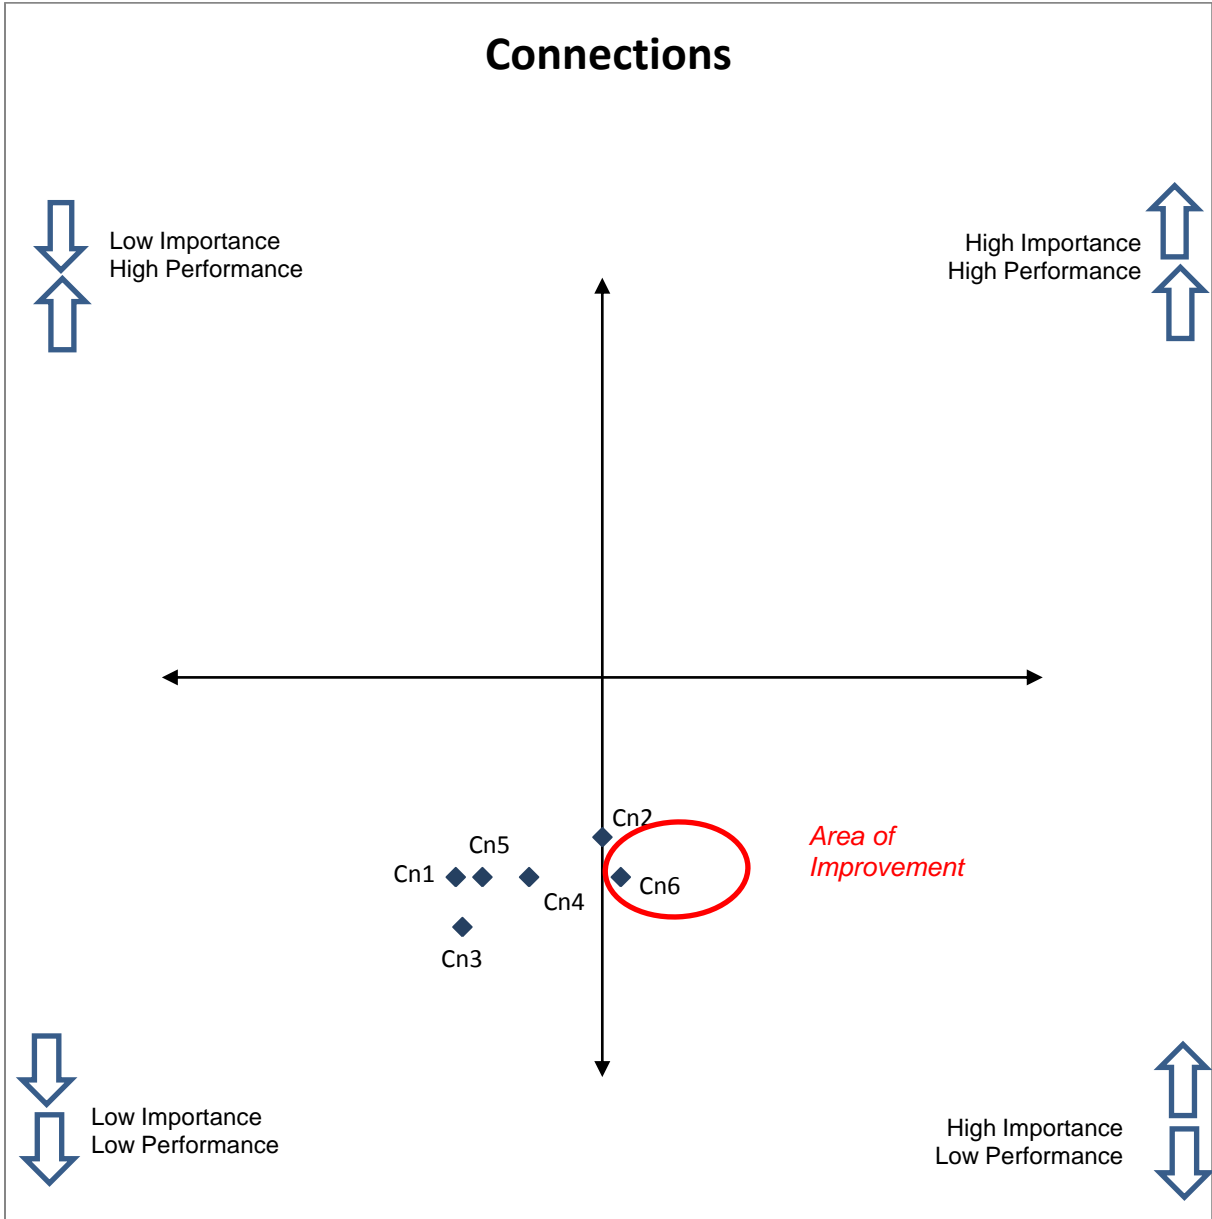 Connections
Low Importance
High Performance
High Importance
High Performance
Cn2
Area of
Improvement
Cn5
Cn1
Cn4
Cn6
Cn3
Low Importance
Low Performance
High Importance
Low Performance